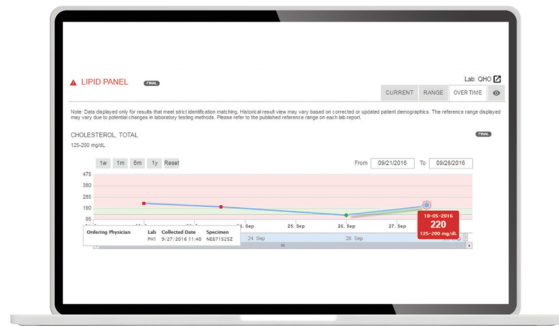 LIPID PANEL FINAL
Lab: QHO
CURRENT RANGE OVER TIME
Note: Data displayed only for results that meet strict identification matching. Historical result view may vary based on corrected or updated patient demographics. The reference range displayed
may vary due to potential changes in laboratory testing methods. Please refer to the published reference range on each lab report.
CHOLESTEROL, TOTAL FINAL
125-200 mg/dL
1w 1m 6m 1y Reset From 09/21/2016 To 09/28/2016
475
380
285
190
95
24. Sep 25. Sep 26. Sep 27. Sep
10-05-2016
220
125-200 mg/dL
Ordering Physician Lab Collected Date Specimen
PH1 9-27-2016 11:40
24. Sep 26. Sep